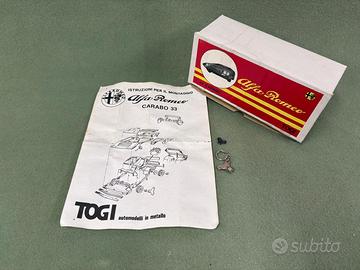 ISTRUZIONI PER IL MONTAGGIO
Alfa Romeo
CARABO 33
TOGI
automodelli in metallo
Alfa-Romeo
subito